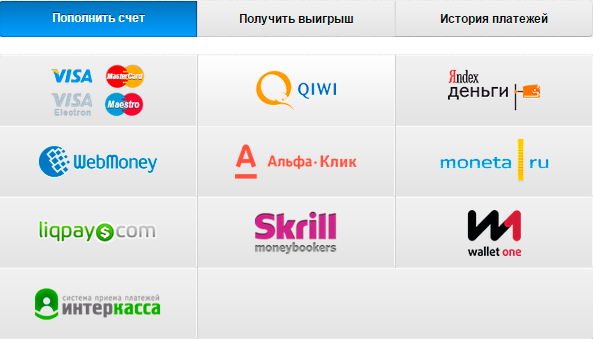 Пополнить счет
Получить выигрыш
История платежей
VISA MasterCard
VISA Electron Maestro
QIWI
Яndex деньги
WebMoney
Альфа·Клик
moneta ru
liqpay$com
Skrill moneybookers
wallet one
система приема платежей
интеркасса